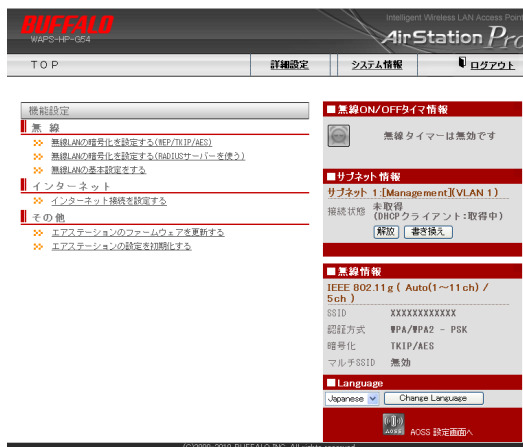 BUFFALO
WAPS-HP-G54
Intelligent Wireless LAN Access Point
AirStation Pro
TOP
詳細設定
システム情報
ログアウト
機能設定
無線
無線LANの暗号化を設定する(WEP/TKIP/AES)
無線LANの暗号化を設定する(RADIUSサーバーを使う)
無線LANの基本設定をする
インターネット
インターネット接続を設定する
その他
エアステーションのファームウェアを更新する
エアステーションの設定を初期化する
■無線ON/OFFタイマ情報
無線タイマーは無効です
■サブネット情報
サブネット 1:[Management](VLAN 1)
接続状態 未取得
(DHCPクライアント:取得中)
解放 書き換え
■無線情報
IEEE 802.11g ( Auto(1～11ch) / 5ch )
SSID XXXXXXXXXXXX
認証方式 WPA/WPA2 - PSK
暗号化 TKIP/AES
マルチSSID 無効
■Language
Japanese Change Language
AOSS AOSS 設定画面へ